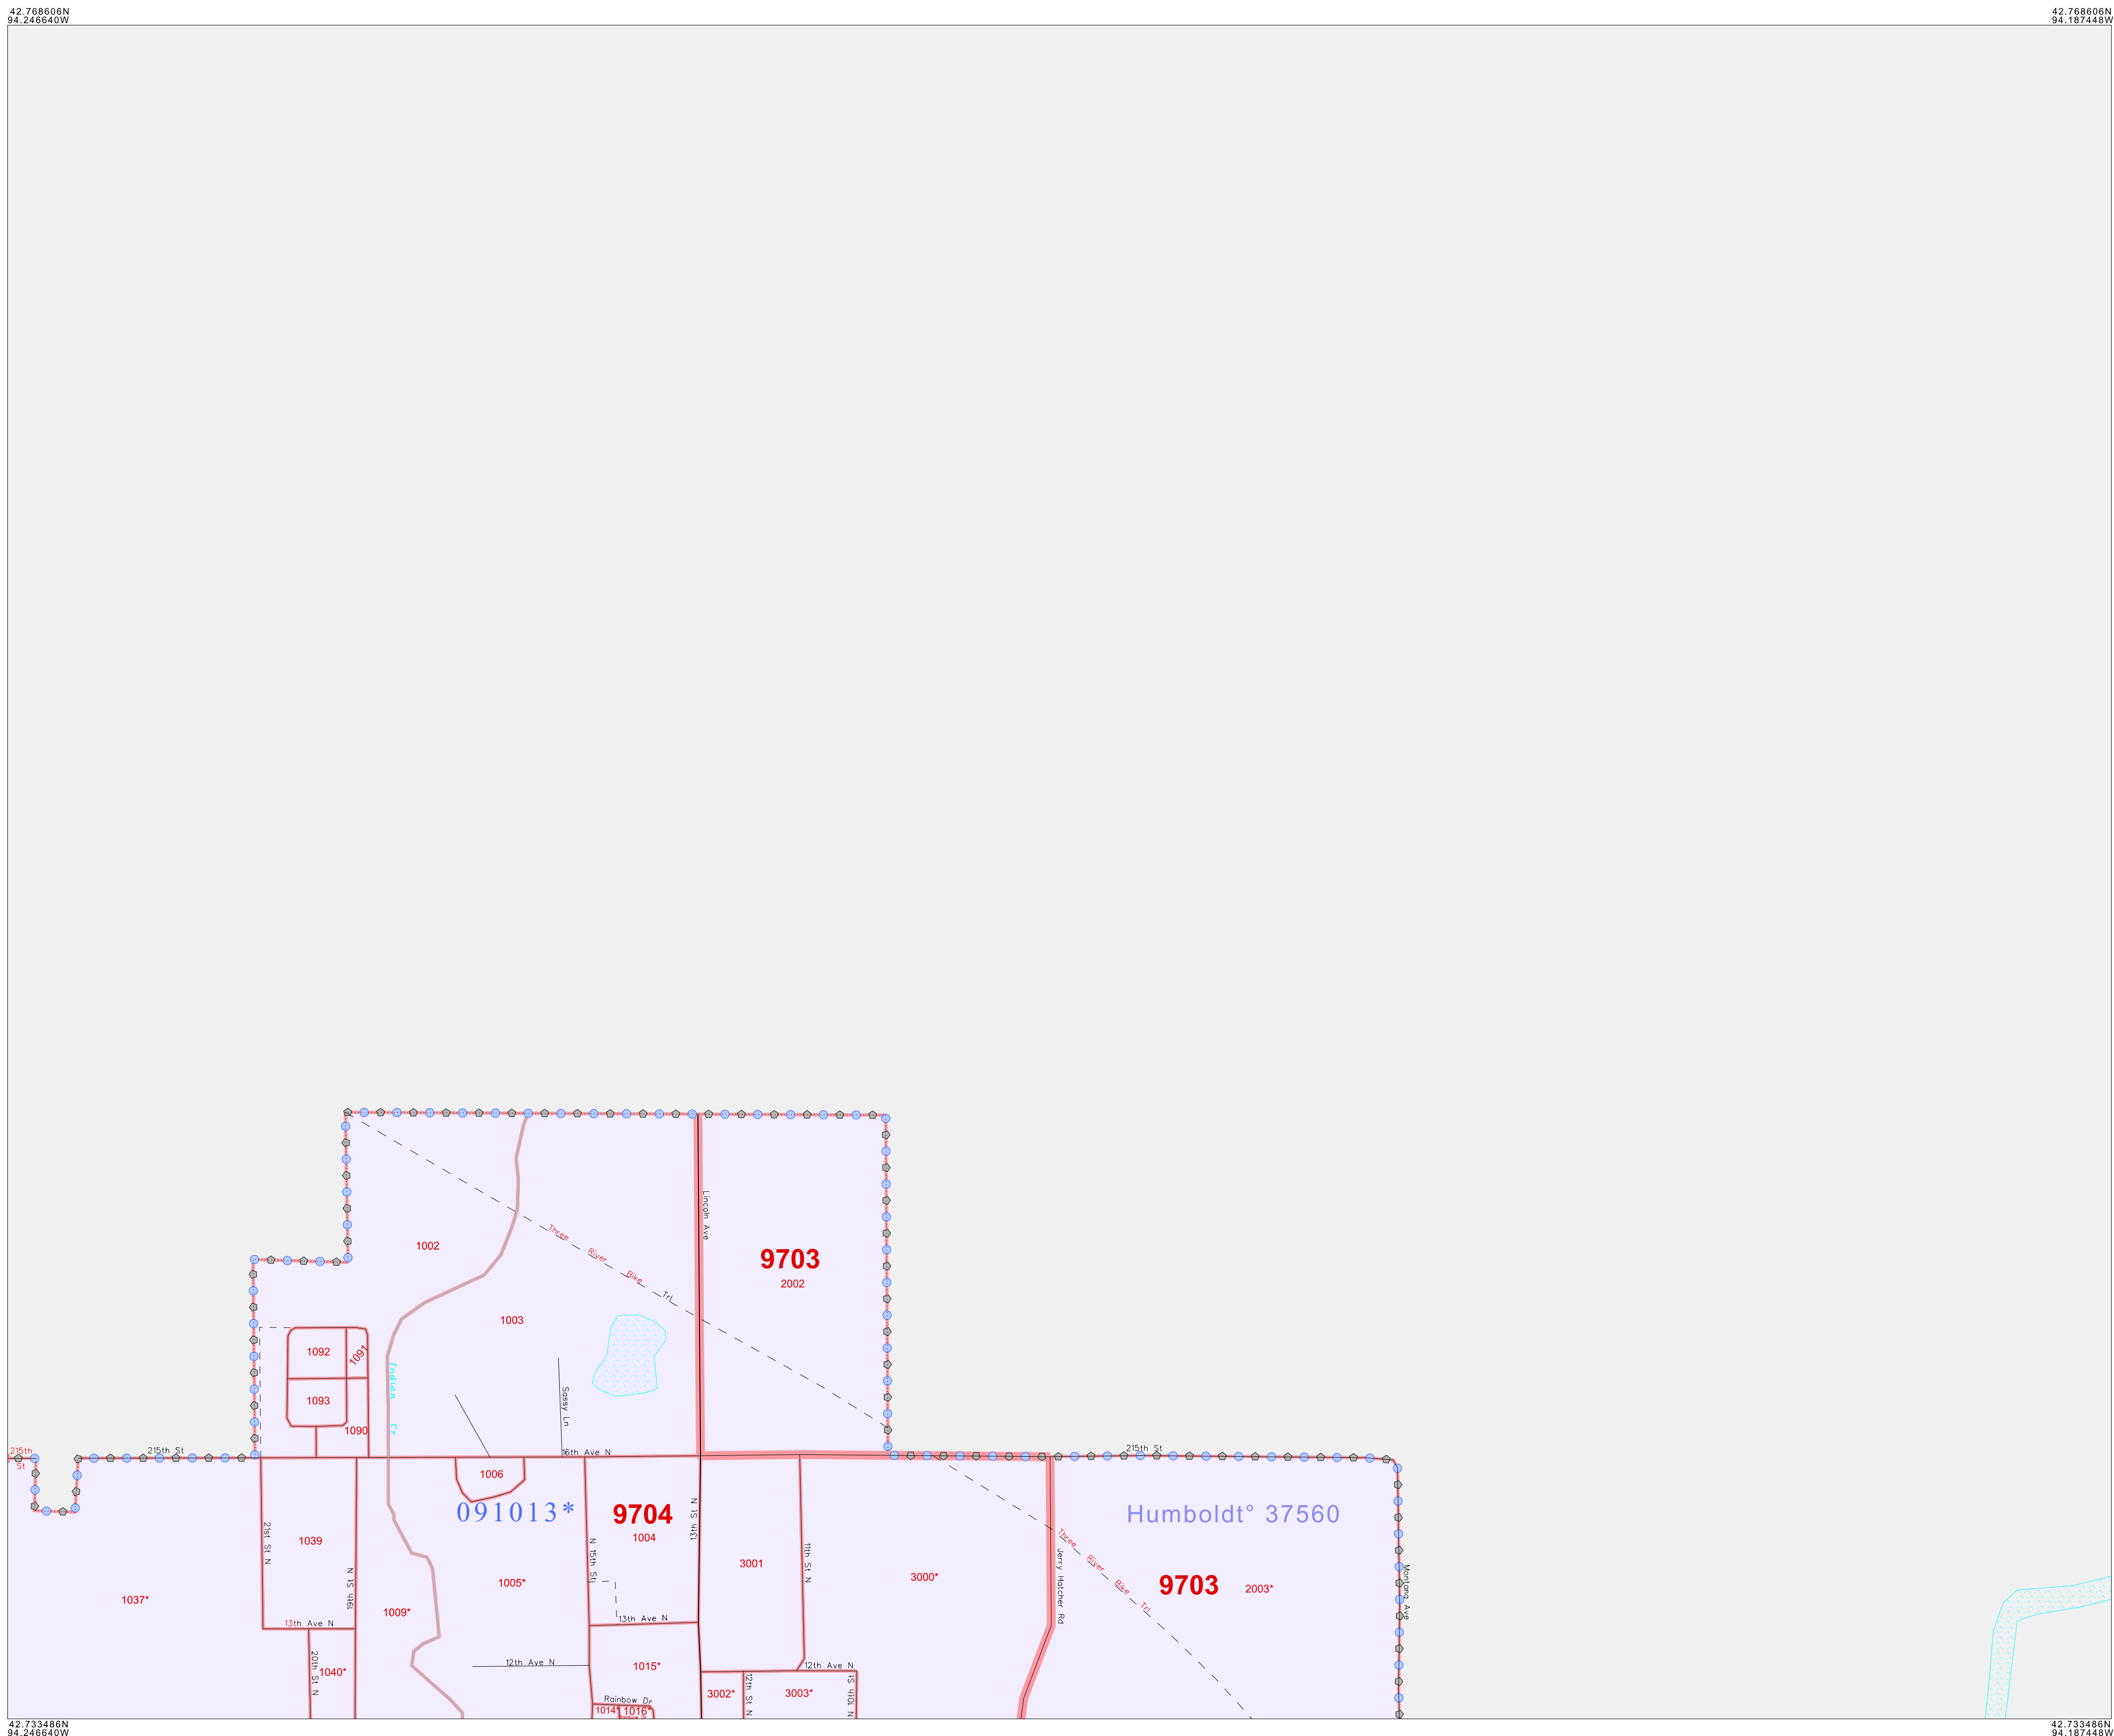 42.768606N
94.246640W
42.768606N
94.187448W
Lincoln Ave
1002
Three River Bike Trl
9703
2002
1003
1092
1091
Indian Cr
1093
Sassy Ln
1090
215th St
215th St
16th Ave N
215th St
1006
091013*
9704
1004
Humboldt° 37560
13th St N
21st St N
1039
N 15th St
3001
11th St N
3000*
Jerry Hatcher Rd
Three River Bike Trl
9703
2003*
Montana Ave
1005*
19th St N
1037*
1009*
13th Ave N
13th Ave N
20th St N
1040*
12th Ave N
1015*
12th Ave N
3002*
12th St N
3003*
10th St N
Rainbow Dr
1014*
1016*
Rainbow Dr
42.733486N
94.246640W
42.733486N
94.187448W